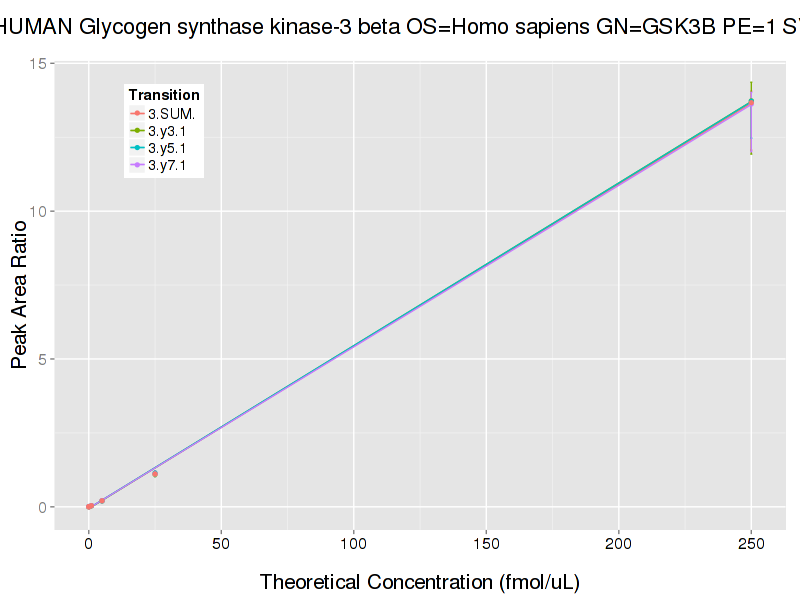 HUMAN Glycogen synthase kinase-3 beta OS=Homo sapiens GN=GSK3B PE=1
Transition
3.SUM.
3.y3.1
3.y5.1
3.y7.1
15
10
5
0
Peak Area Ratio
0 50 100 150 200 250
Theoretical Concentration (fmol/uL)